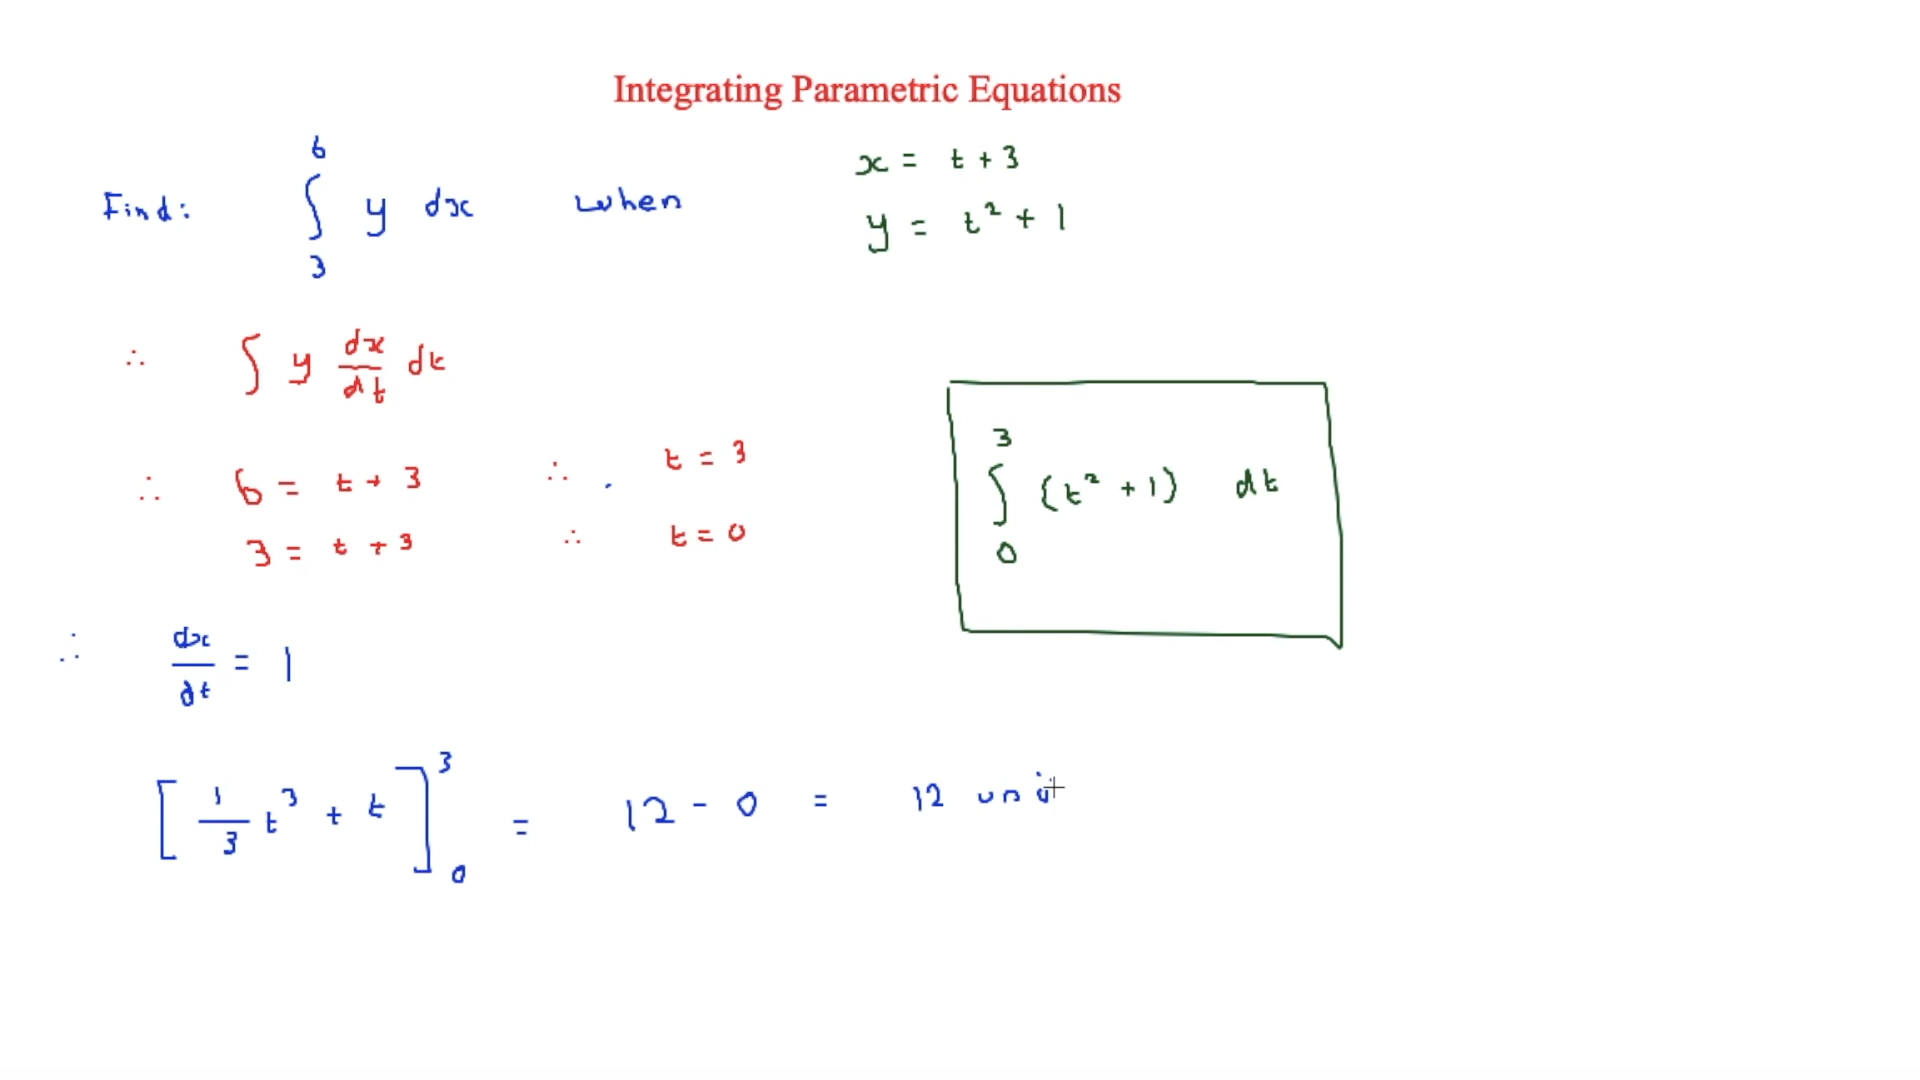 Integrating Parametric Equations
Find: ∫₃⁶ y dx when
x = t + 3
y = t² + 1
∴ ∫ y dx/dt dt
∴ 6 = t + 3 ∴ t = 3
3 = t + 3 ∴ t = 0
∫₀³ (t² + 1) dt
∴ dx/dt = 1
[1/3 t³ + t]₀³ = 12 - 0 = 12 uni